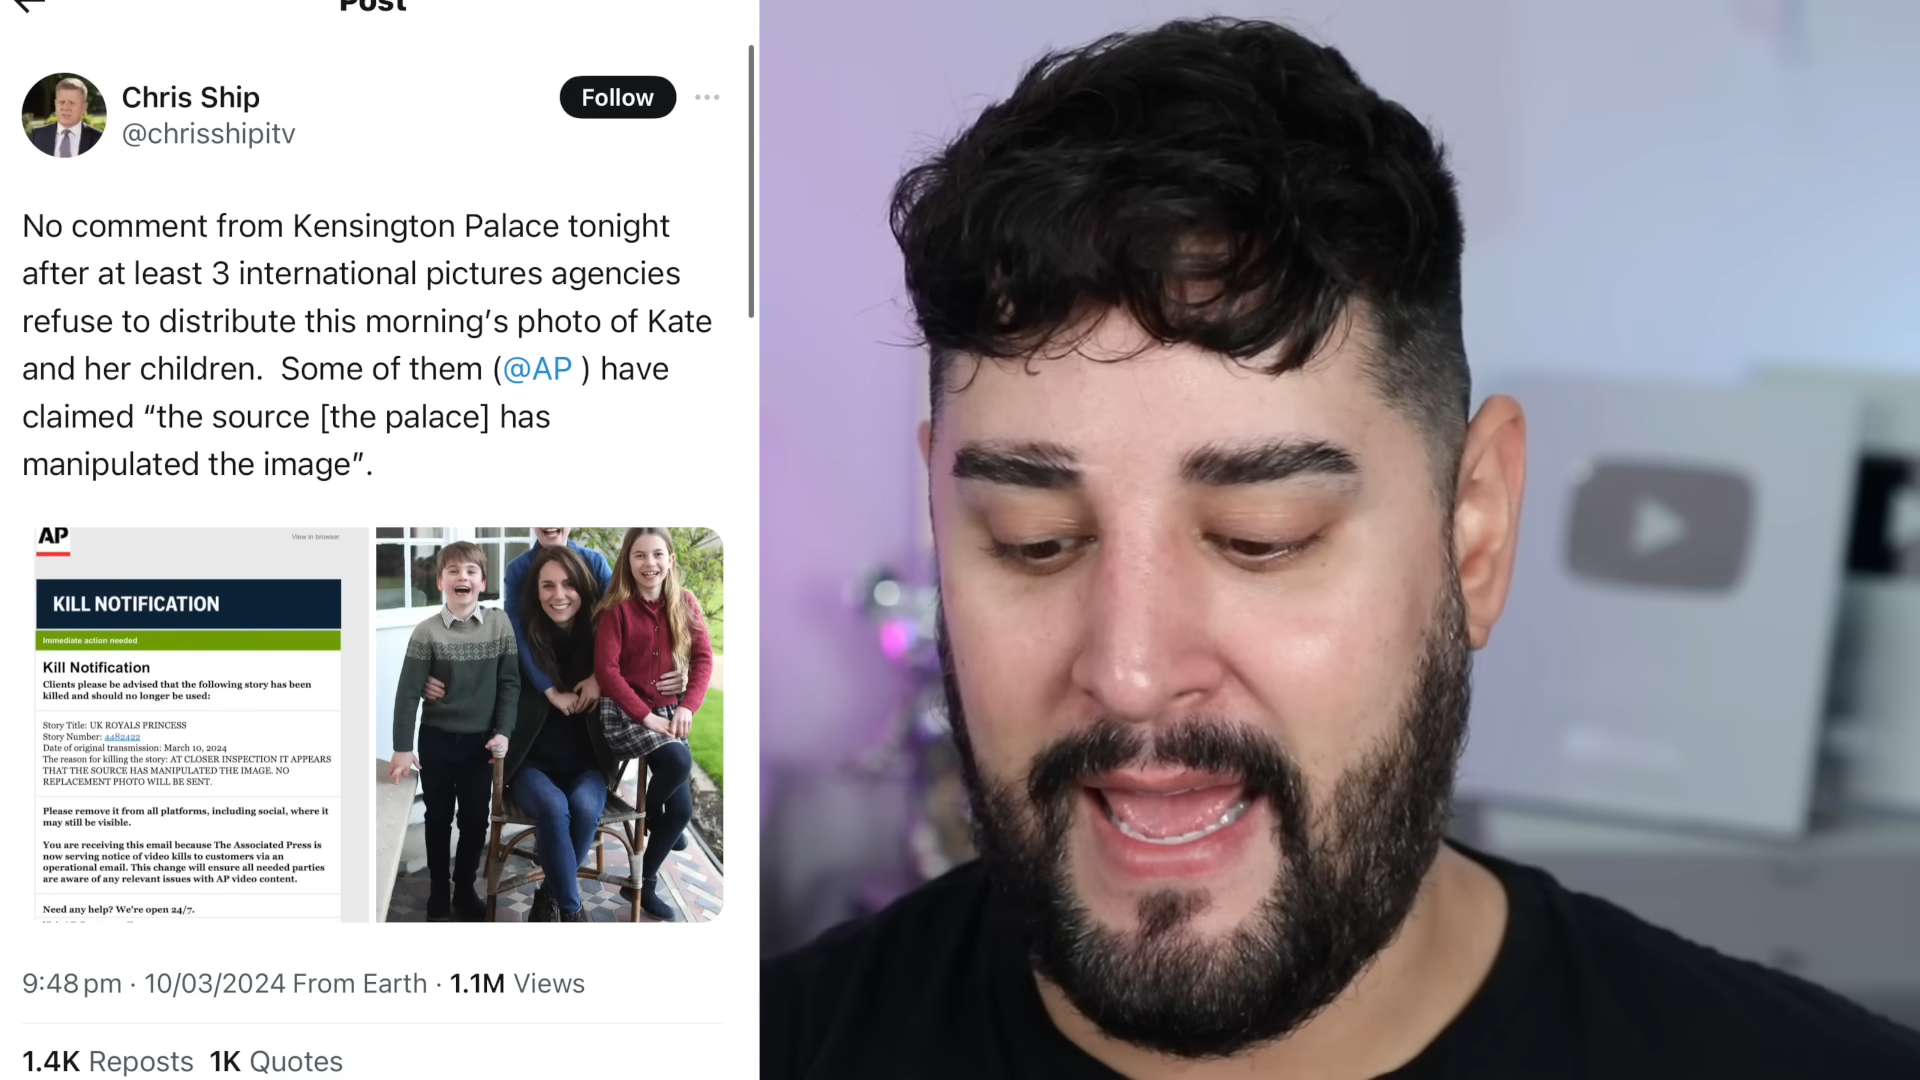 Post
Chris Ship
@chrisshipitv
Follow
No comment from Kensington Palace tonight
after at least 3 international pictures agencies
refuse to distribute this morning’s photo of Kate
and her children.  Some of them (@AP ) have
claimed “the source [the palace] has
manipulated the image”.
AP
View in browser
KILL NOTIFICATION
Immediate action needed
Kill Notification
Clients please be advised that the following story has been
killed and should no longer be used:
Story Title: UK ROYALS PRINCESS
Story Number: 4482422
Date of original transmission: March 10, 2024
The reason for killing the story: AT CLOSER INSPECTION IT APPEARS
THAT THE SOURCE HAS MANIPULATED THE IMAGE. NO
REPLACEMENT PHOTO WILL BE SENT.
Please remove it from all platforms, including social, where it
may still be visible.
You are receiving this email because The Associated Press is
now serving notice of video kills to customers via an
operational email. This change will ensure all needed parties
are aware of any relevant issues with AP video content.
Need any help? We're open 24/7.
9:48 pm · 10/03/2024 From Earth · 1.1M Views
1.4K Reposts 1K Quotes